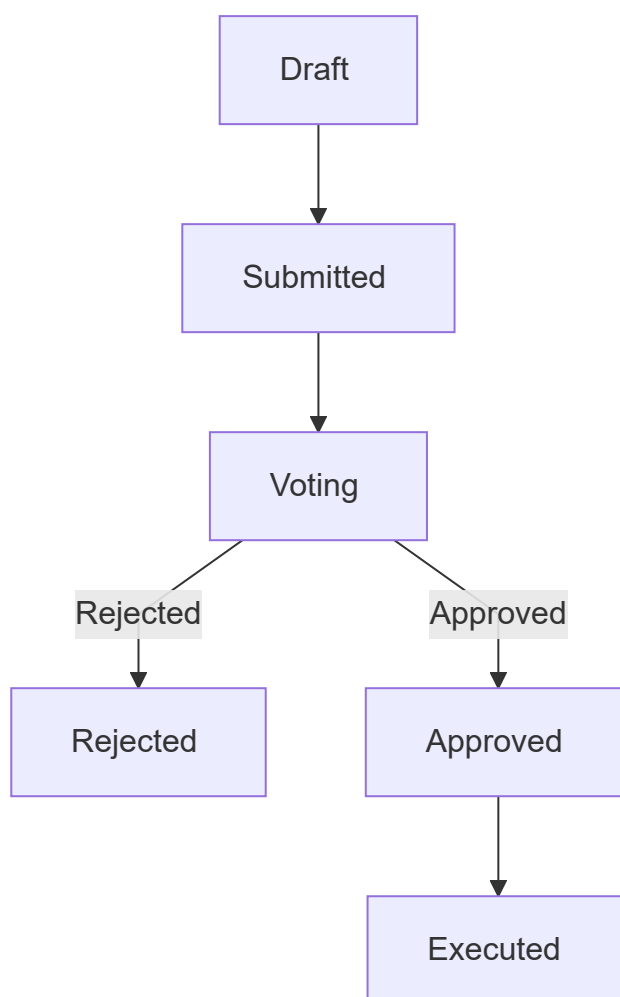 Draft
Submitted
Voting
Rejected
Approved
Rejected
Approved
Executed